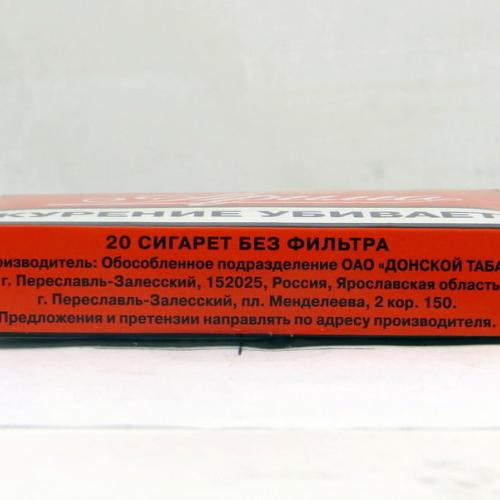 КУРЕНИЕ УБИВАЕТ
20 СИГАРЕТ БЕЗ ФИЛЬТРА
оизводитель: Обособленное подразделение ОАО «ДОНСКОЙ ТАБА
г. Переславль-Залесский, 152025, Россия, Ярославская область
г. Переславль-Залесский, пл. Менделеева, 2 кор. 150.
Предложения и претензии направлять по адресу производителя.